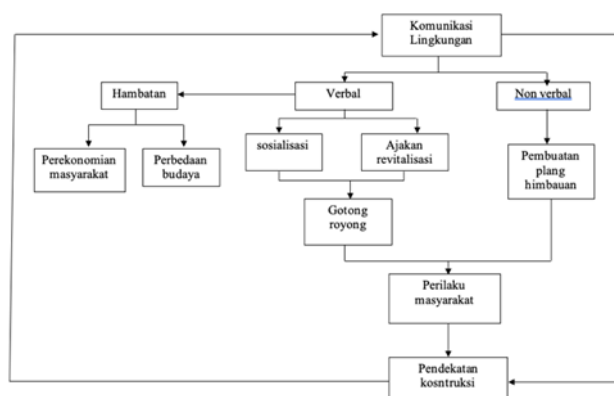 Komunikasi
Lingkungan
Hambatan
Verbal
Non verbal
Perekonomian
masyarakat
Perbedaan
budaya
sosialisasi
Ajakan
revitalisasi
Pembuatan
plang
himbauan
Gotong
royong
Perilaku
masyarakat
Pendekatan
kosntruksi